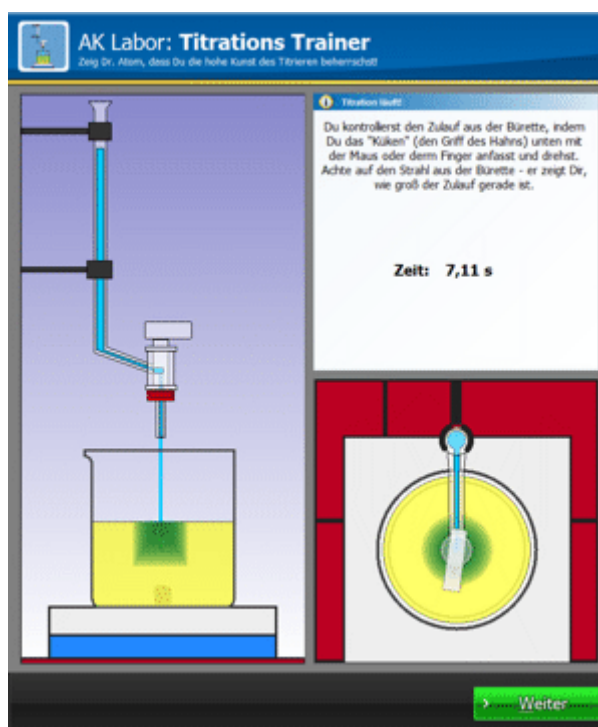 AK Labor: Titrations Trainer
Zeig Dr. Atom, dass Du die hohe Kunst des Titrieren beherrschst!
Titration läuft!
Du kontrollierst den Zulauf aus der Bürette, indem
Du das "Küken" (den Griff des Hahns) unten mit
der Maus oder derm Finger anfasst und drehst.
Achte auf den Strahl aus der Bürette - er zeigt Dir,
wie groß der Zulauf gerade ist.
Zeit: 7,11 s
Weiter